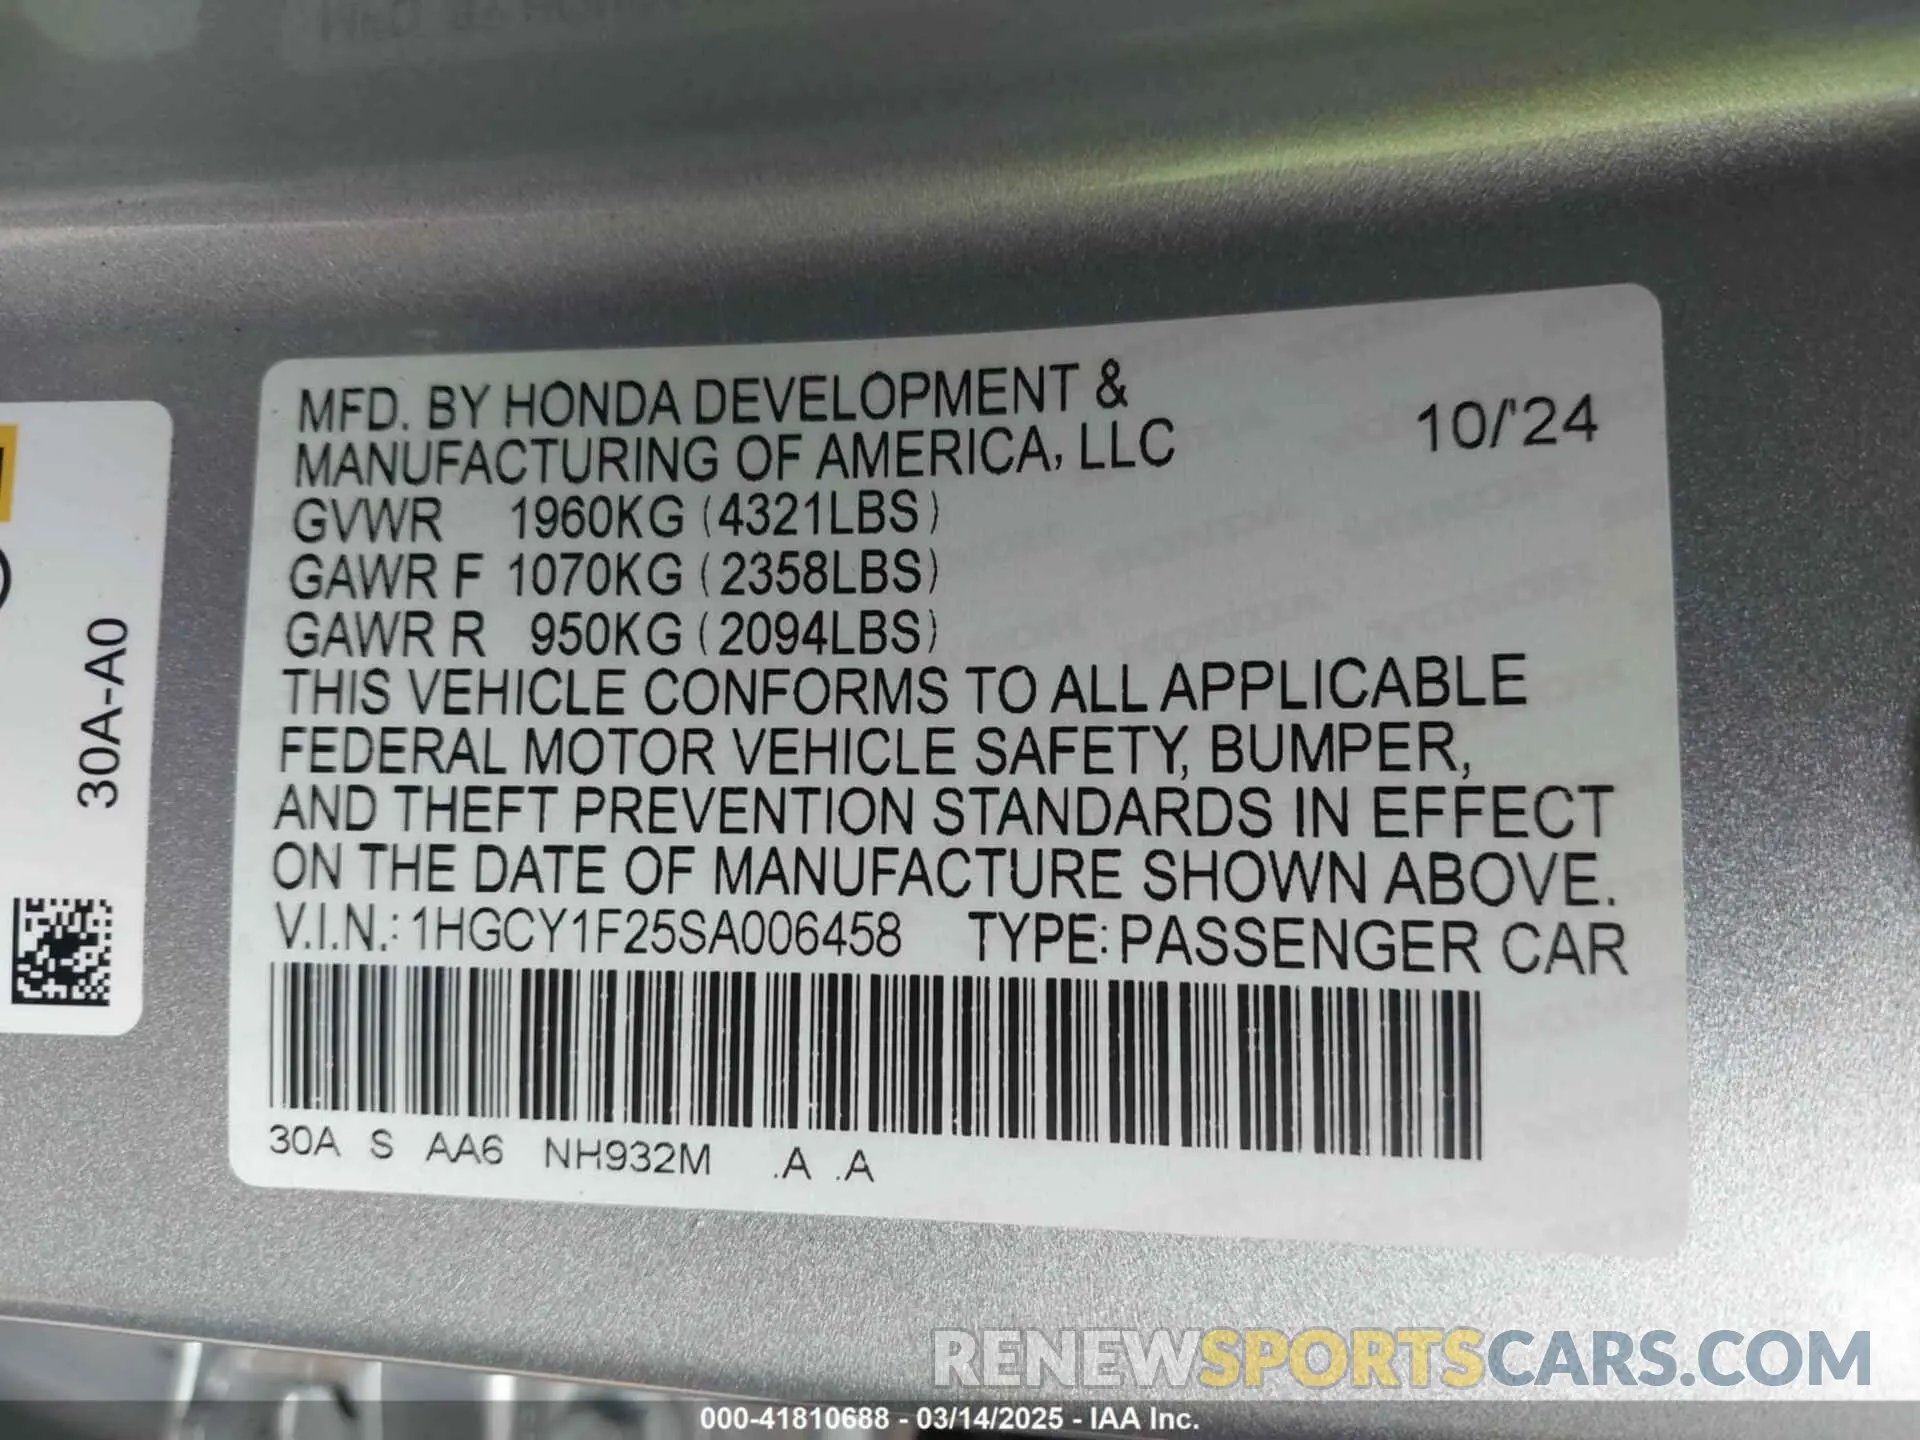 MFD. BY HONDA DEVELOPMENT &
MANUFACTURING OF AMERICA, LLC
10/'24
GVWR 1960KG (4321LBS)
GAWR F 1070KG (2358LBS)
GAWR R 950KG (2094LBS)
THIS VEHICLE CONFORMS TO ALL APPLICABLE
FEDERAL MOTOR VEHICLE SAFETY, BUMPER,
AND THEFT PREVENTION STANDARDS IN EFFECT
ON THE DATE OF MANUFACTURE SHOWN ABOVE.
V.I.N.: 1HGCY1F25SA006458 TYPE: PASSENGER CAR
30A S AA6 NH932M .A .A
30A-A0
RENEWSPORTSCARS.COM
000-41810688 - 03/14/2025 - IAA Inc.